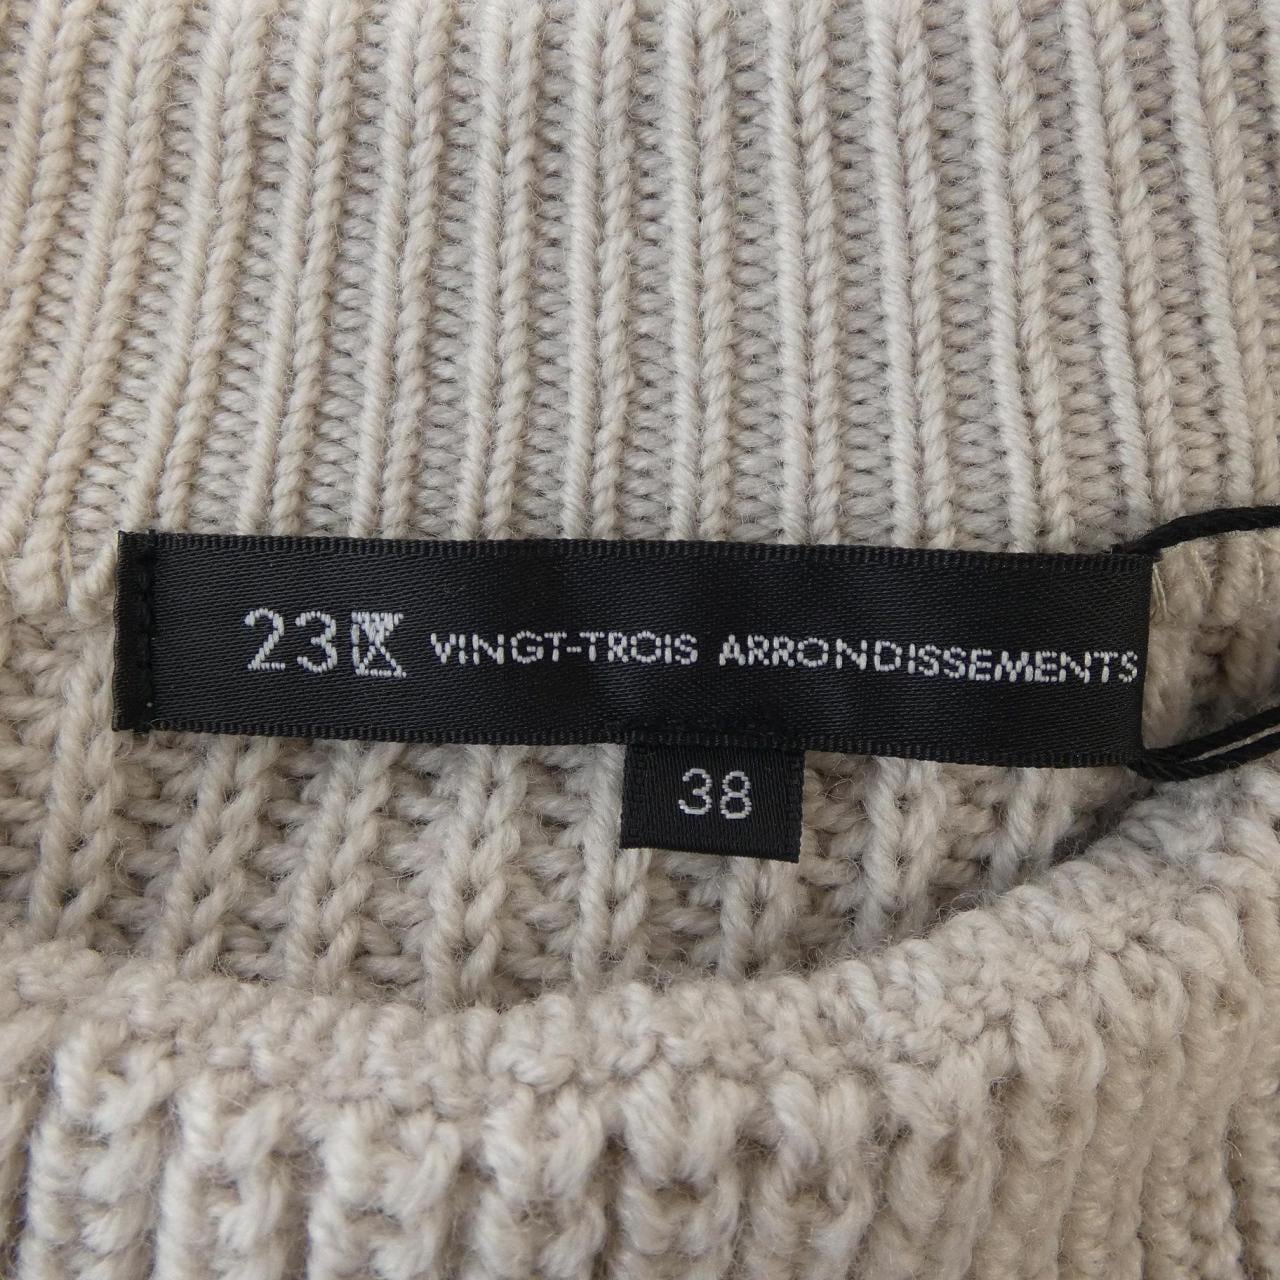 23区 VINGT-TROIS ARRONDISSEMENTS
38